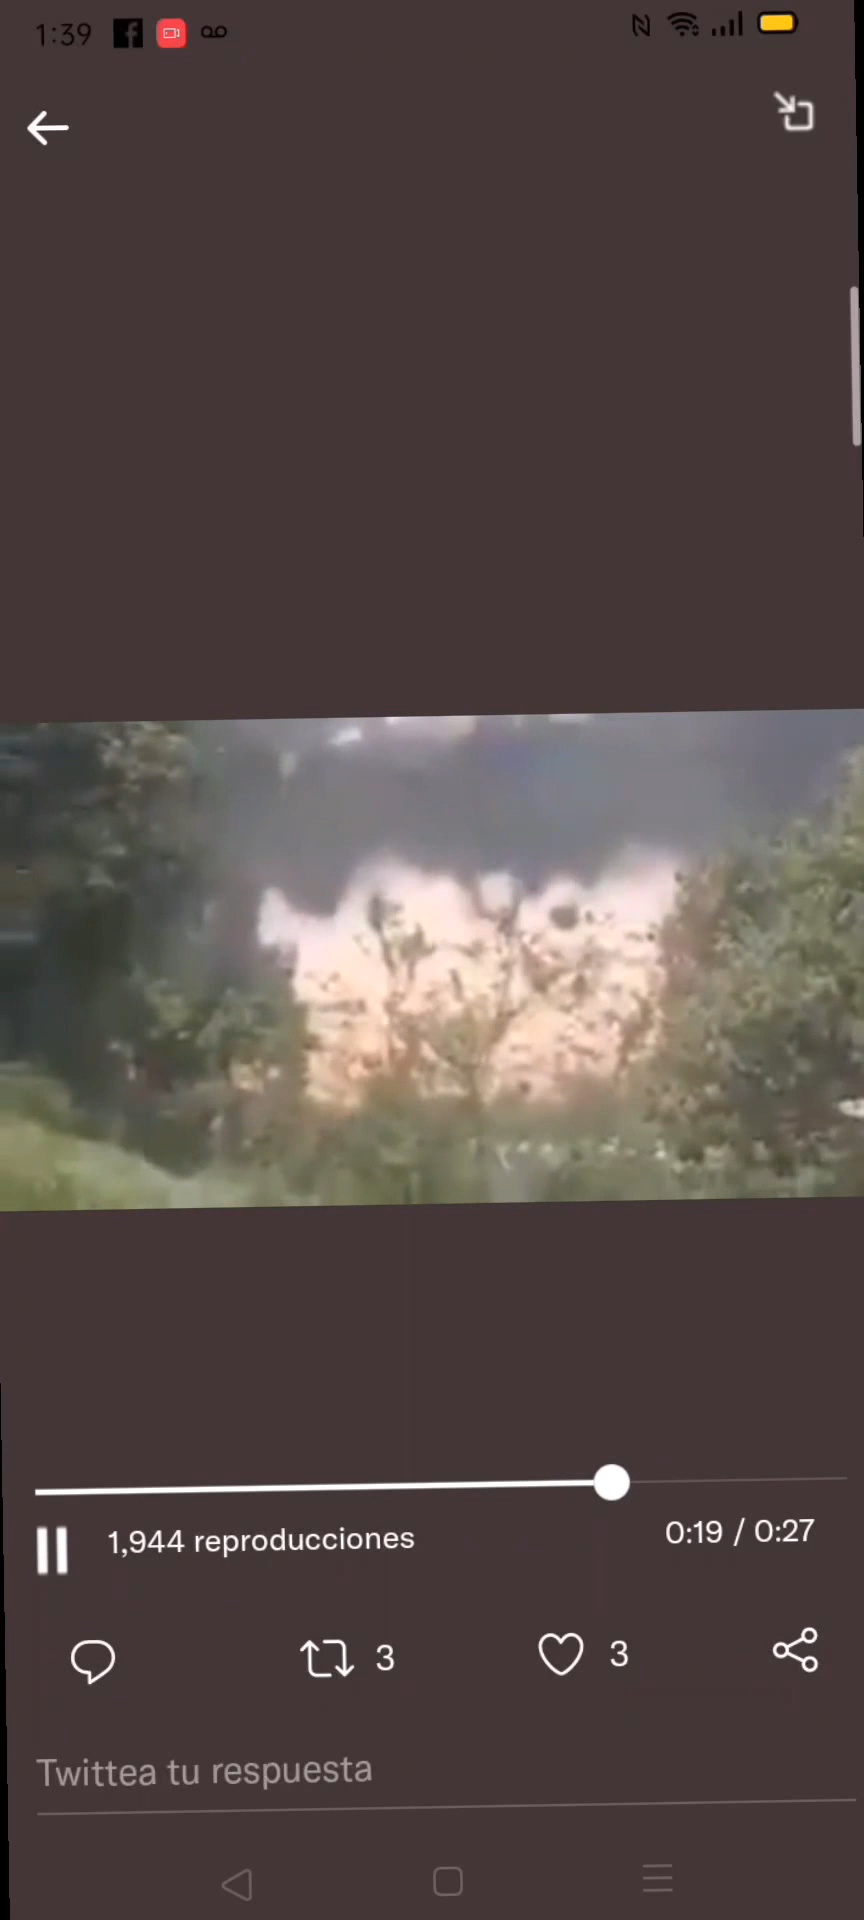 1:39
1,944 reproducciones
0:19 / 0:27
3
3
Twittea tu respuesta